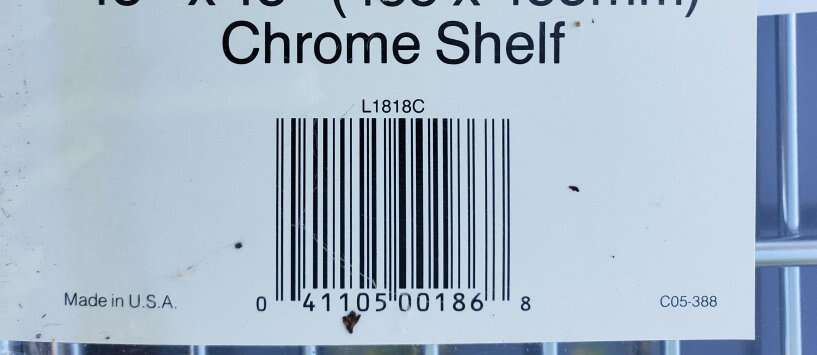 Chrome Shelf
L1818C
0 41105 00186 8
Made in U.S.A.
C05-388